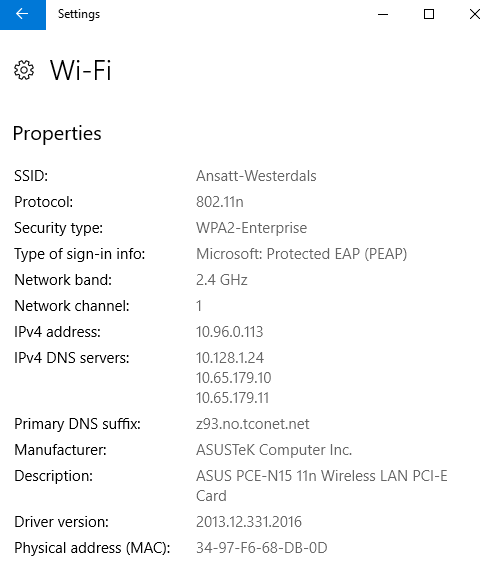 Settings
Wi-Fi
Properties
SSID: Ansatt-Westerdals
Protocol: 802.11n
Security type: WPA2-Enterprise
Type of sign-in info: Microsoft: Protected EAP (PEAP)
Network band: 2.4 GHz
Network channel: 1
IPv4 address: 10.96.0.113
IPv4 DNS servers: 10.128.1.24
10.65.179.10
10.65.179.11
Primary DNS suffix: z93.no.tconet.net
Manufacturer: ASUSTeK Computer Inc.
Description: ASUS PCE-N15 11n Wireless LAN PCI-E
Card
Driver version: 2013.12.331.2016
Physical address (MAC): 34-97-F6-68-DB-0D